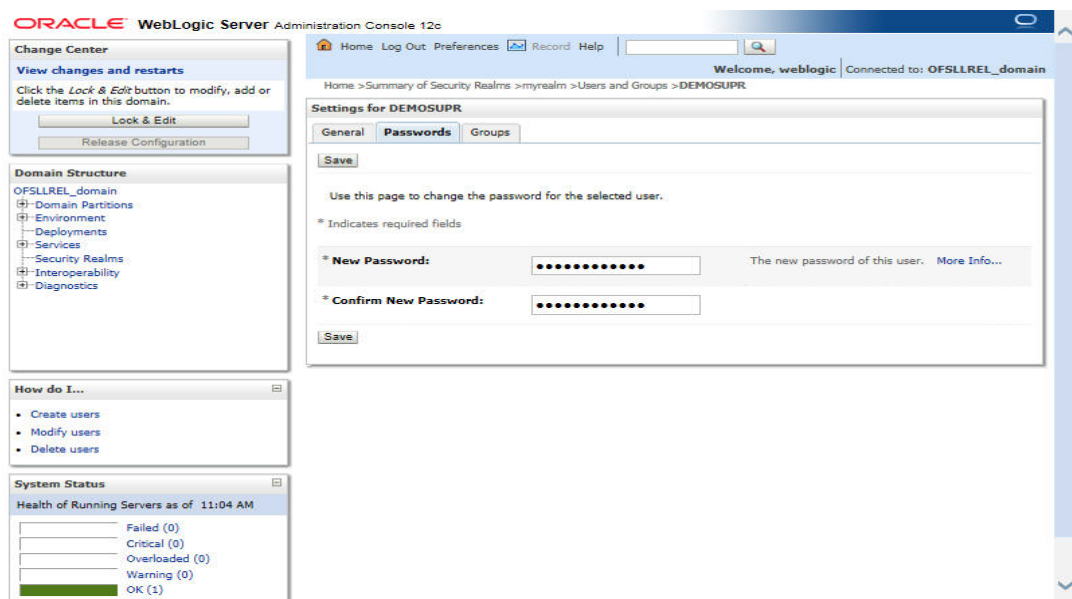 ORACLE WebLogic Server Administration Console 12c
Change Center
View changes and restarts
Click the Lock & Edit button to modify, add or
delete items in this domain.
Lock & Edit
Release Configuration
Domain Structure
OFSLLREL_domain
Domain Partitions
Environment
Deployments
Services
Security Realms
Interoperability
Diagnostics
How do I...
Create users
Modify users
Delete users
System Status
Health of Running Servers as of 11:04 AM
Failed (0)
Critical (0)
Overloaded (0)
Warning (0)
OK (1)
Home Log Out Preferences Record Help
Welcome, weblogic Connected to: OFSLLREL_domain
Home >Summary of Security Realms >myrealm >Users and Groups >DEMOSUPR
Settings for DEMOSUPR
General Passwords Groups
Save
Use this page to change the password for the selected user.
* Indicates required fields
* New Password: ●●●●●●●●●●●● The new password of this user. More Info...
* Confirm New Password: ●●●●●●●●●●●●
Save